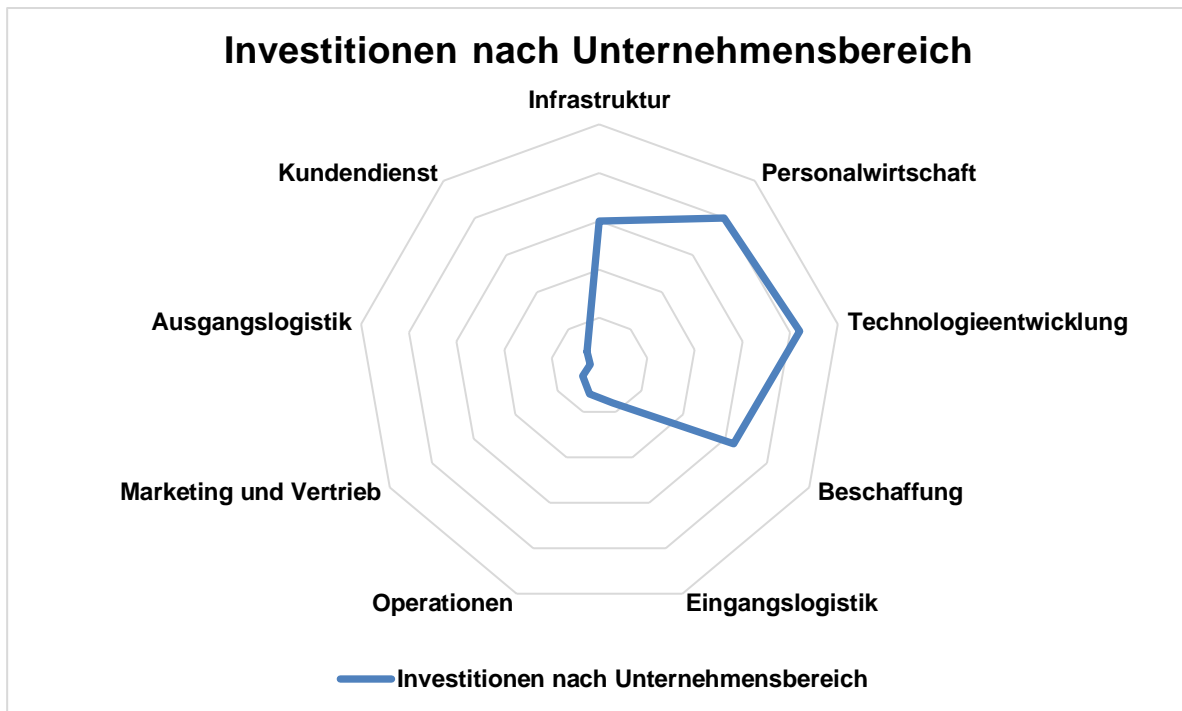 Investitionen nach Unternehmensbereich
Infrastruktur
Personalwirtschaft
Technologieentwicklung
Beschaffung
Eingangslogistik
Operationen
Marketing und Vertrieb
Ausgangslogistik
Kundendienst
Investitionen nach Unternehmensbereich